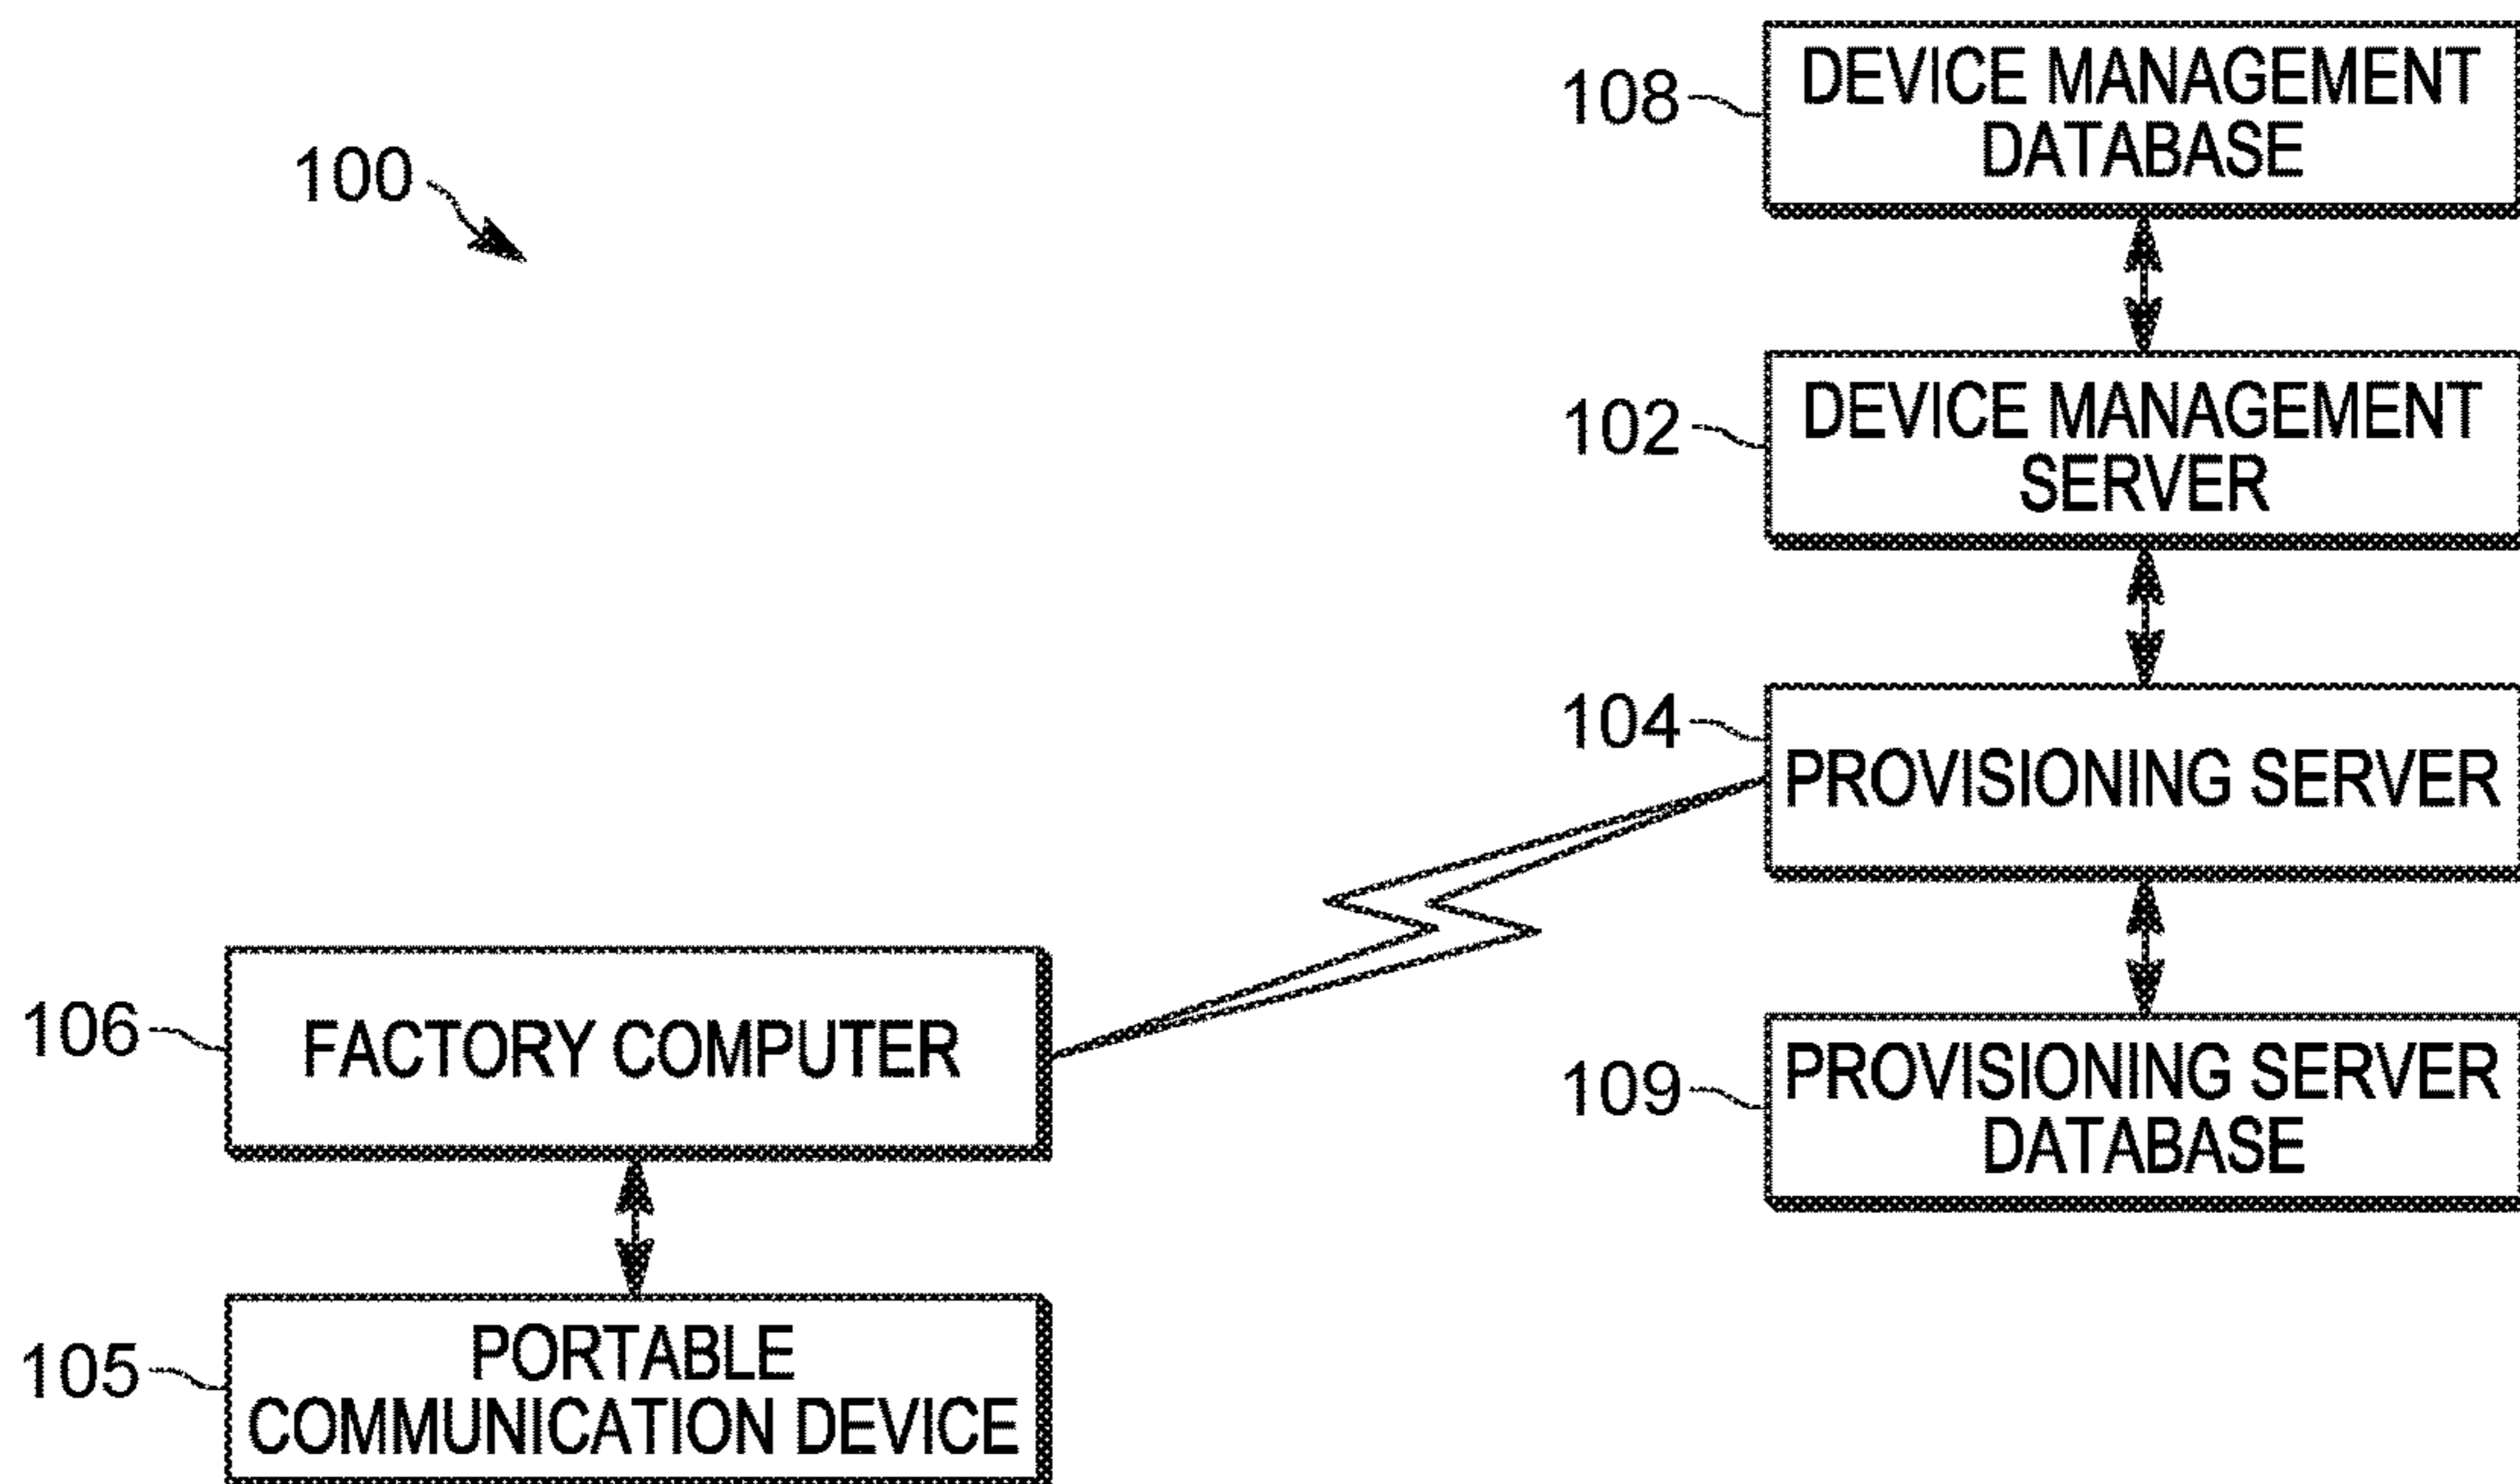 108
DEVICE MANAGEMENT
DATABASE
100
102
DEVICE MANAGEMENT
SERVER
104
PROVISIONING SERVER
106
FACTORY COMPUTER
109
PROVISIONING SERVER
DATABASE
105
PORTABLE
COMMUNICATION DEVICE